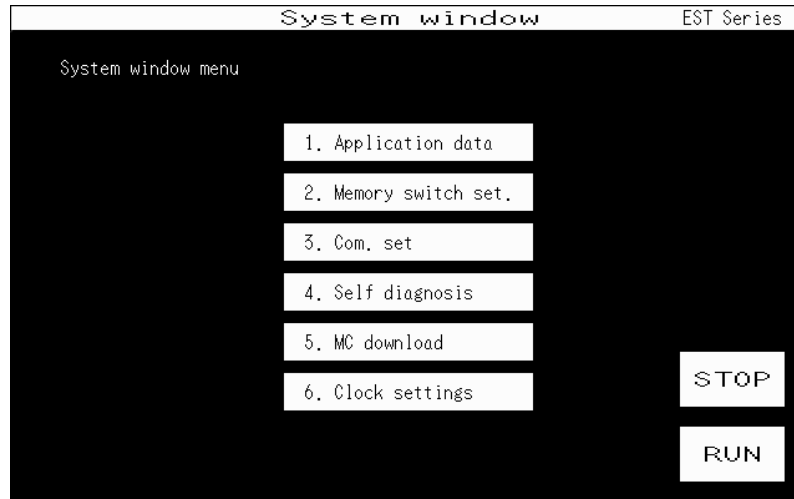 System window EST Series
System window menu
1. Application data
2. Memory switch set.
3. Com. set
4. Self diagnosis
5. MC download
6. Clock settings
STOP
RUN